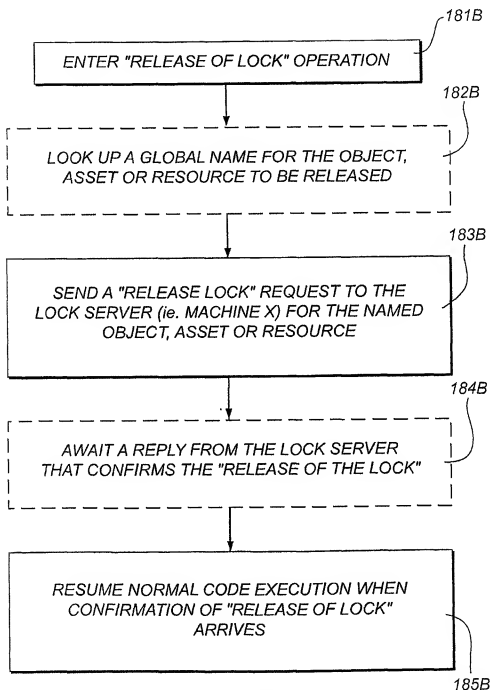 181B
ENTER "RELEASE OF LOCK" OPERATION
182B
LOOK UP A GLOBAL NAME FOR THE OBJECT,
ASSET OR RESOURCE TO BE RELEASED
183B
SEND A "RELEASE LOCK" REQUEST TO THE
LOCK SERVER (ie. MACHINE X) FOR THE NAMED
OBJECT, ASSET OR RESOURCE
184B
AWAIT A REPLY FROM THE LOCK SERVER
THAT CONFIRMS THE "RELEASE OF THE LOCK"
RESUME NORMAL CODE EXECUTION WHEN
CONFIRMATION OF "RELEASE OF LOCK"
ARRIVES
185B